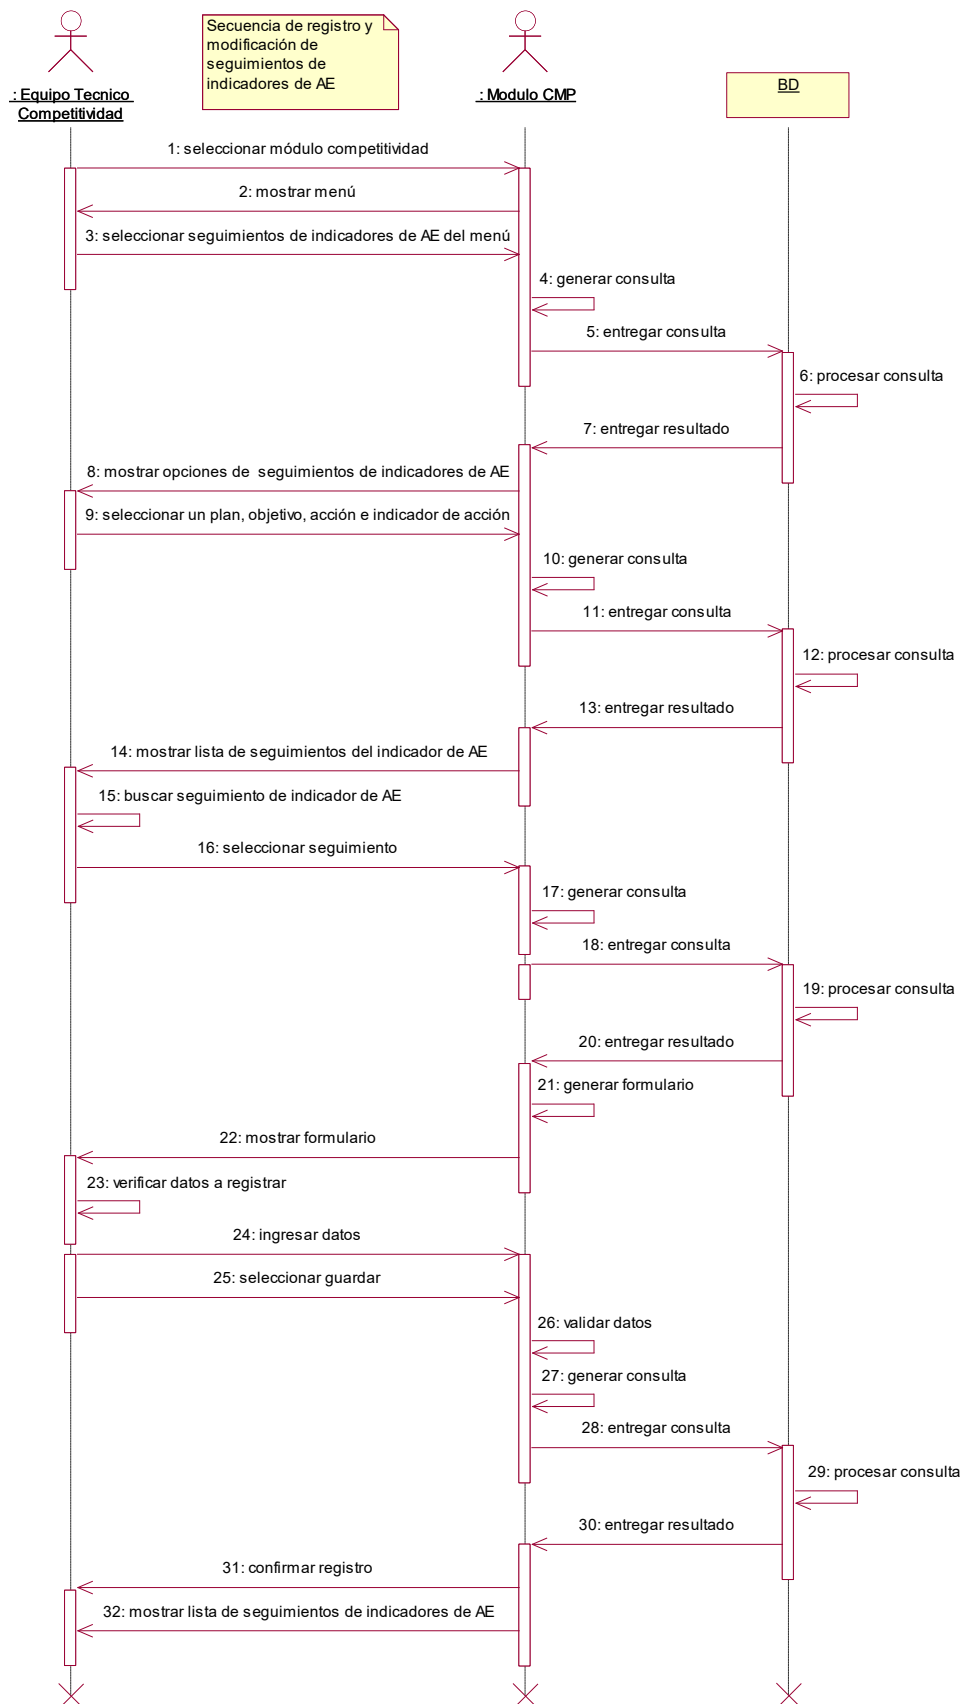 Secuencia de registro y
modificación de
seguimientos de
indicadores de AE
: Equipo Tecnico
Competitividad
: Modulo CMP
BD
1: seleccionar módulo competitividad
2: mostrar menú
3: seleccionar seguimientos de indicadores de AE del menú
4: generar consulta
5: entregar consulta
6: procesar consulta
7: entregar resultado
8: mostrar opciones de  seguimientos de indicadores de AE
9: seleccionar un plan, objetivo, acción e indicador de acción
10: generar consulta
11: entregar consulta
12: procesar consulta
13: entregar resultado
14: mostrar lista de seguimientos del indicador de AE
15: buscar seguimiento de indicador de AE
16: seleccionar seguimiento
17: generar consulta
18: entregar consulta
19: procesar consulta
20: entregar resultado
21: generar formulario
22: mostrar formulario
23: verificar datos a registrar
24: ingresar datos
25: seleccionar guardar
26: validar datos
27: generar consulta
28: entregar consulta
29: procesar consulta
30: entregar resultado
31: confirmar registro
32: mostrar lista de seguimientos de indicadores de AE